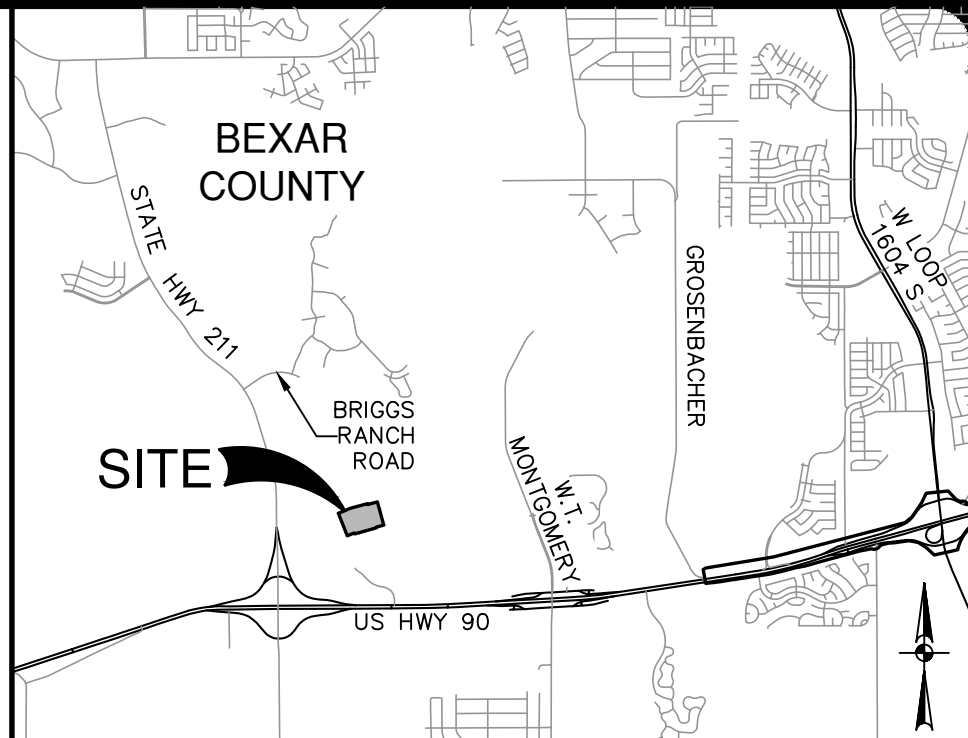 BEXAR
COUNTY
STATE HWY 211
W LOOP
1604 S
GROSENBACHER
BRIGGS
RANCH
ROAD
SITE
W.T.
MONTGOMERY
US HWY 90